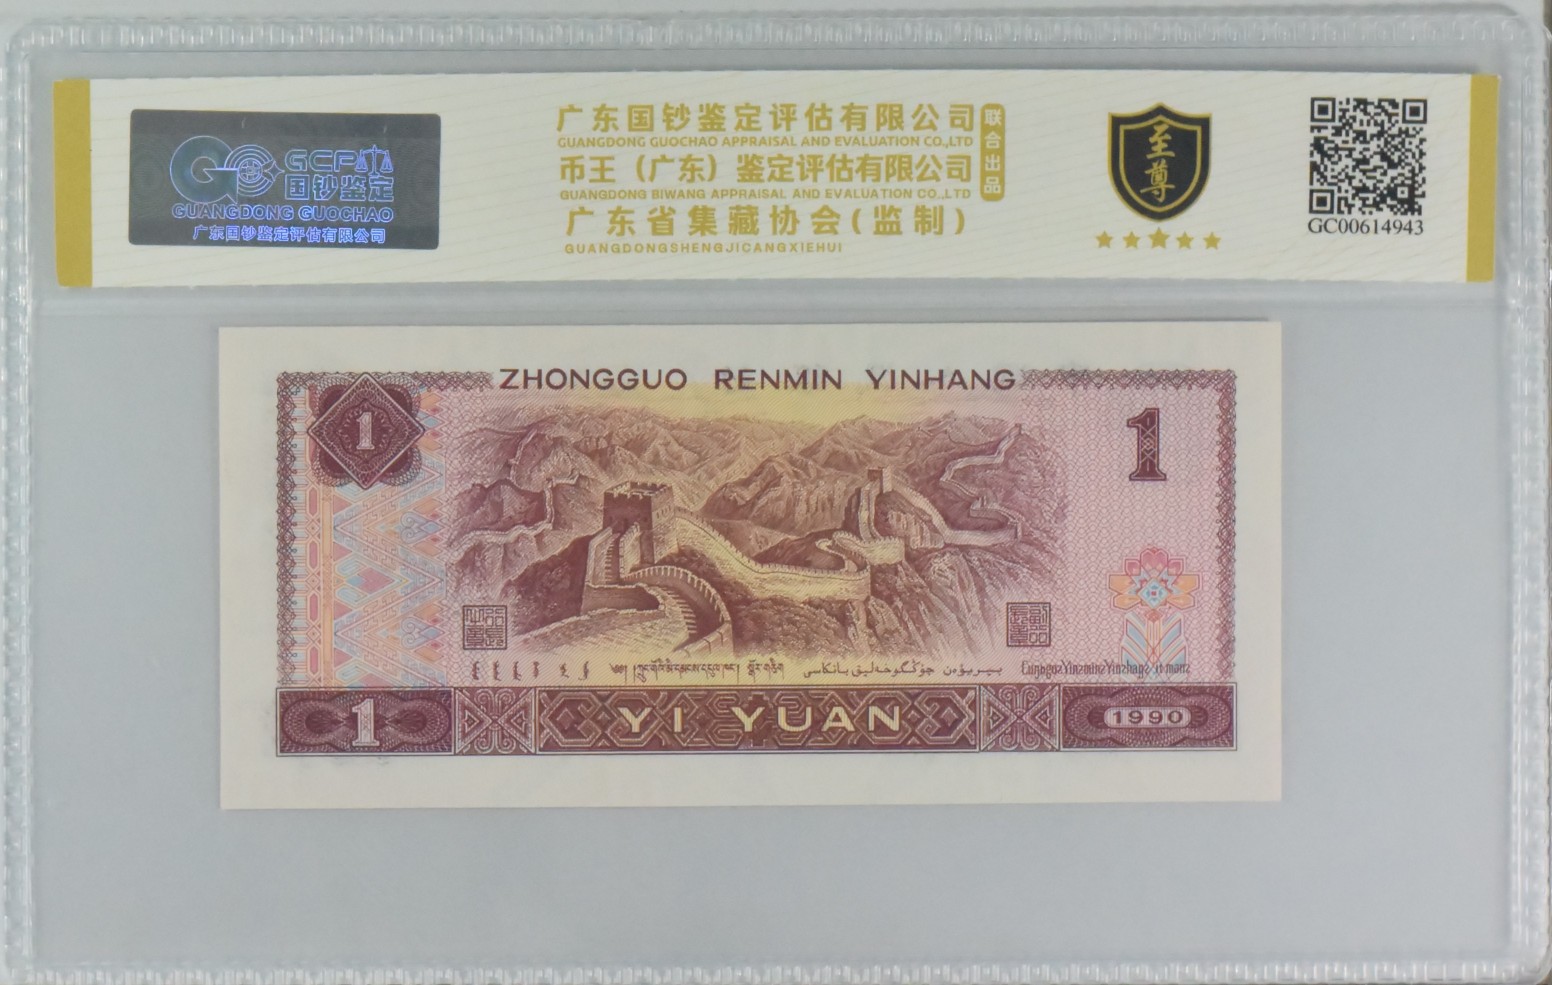 GCP
国钞鉴定
GUANGDONG GUOCHAO
广东国钞鉴定评估有限公司
广东国钞鉴定评估有限公司
GUANGDONG GUOCHAO APPRAISAL AND EVALUATION CO.,LTD
币王（广东）鉴定评估有限公司
GUANGDONG BIWANG APPRAISAL AND EVALUATION CO.,LTD
广东省集藏协会(监制)
GUANGDONGSHENGJICANGXIEHUI
联合出品
至尊
GC00614943
ZHONGGUO RENMIN YINHANG
1
1
1
YI YUAN
1990